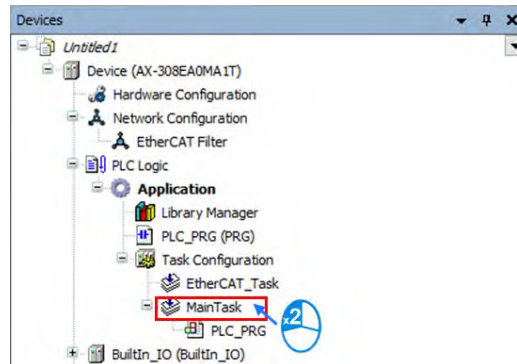 Devices
Untitled1
Device (AX-308EA0MA1T)
Hardware Configuration
Network Configuration
EtherCAT Filter
PLC Logic
Application
Library Manager
PLC_PRG (PRG)
Task Configuration
EtherCAT_Task
MainTask
x2
PLC_PRG
BuiltIn_IO (BuiltIn_IO)